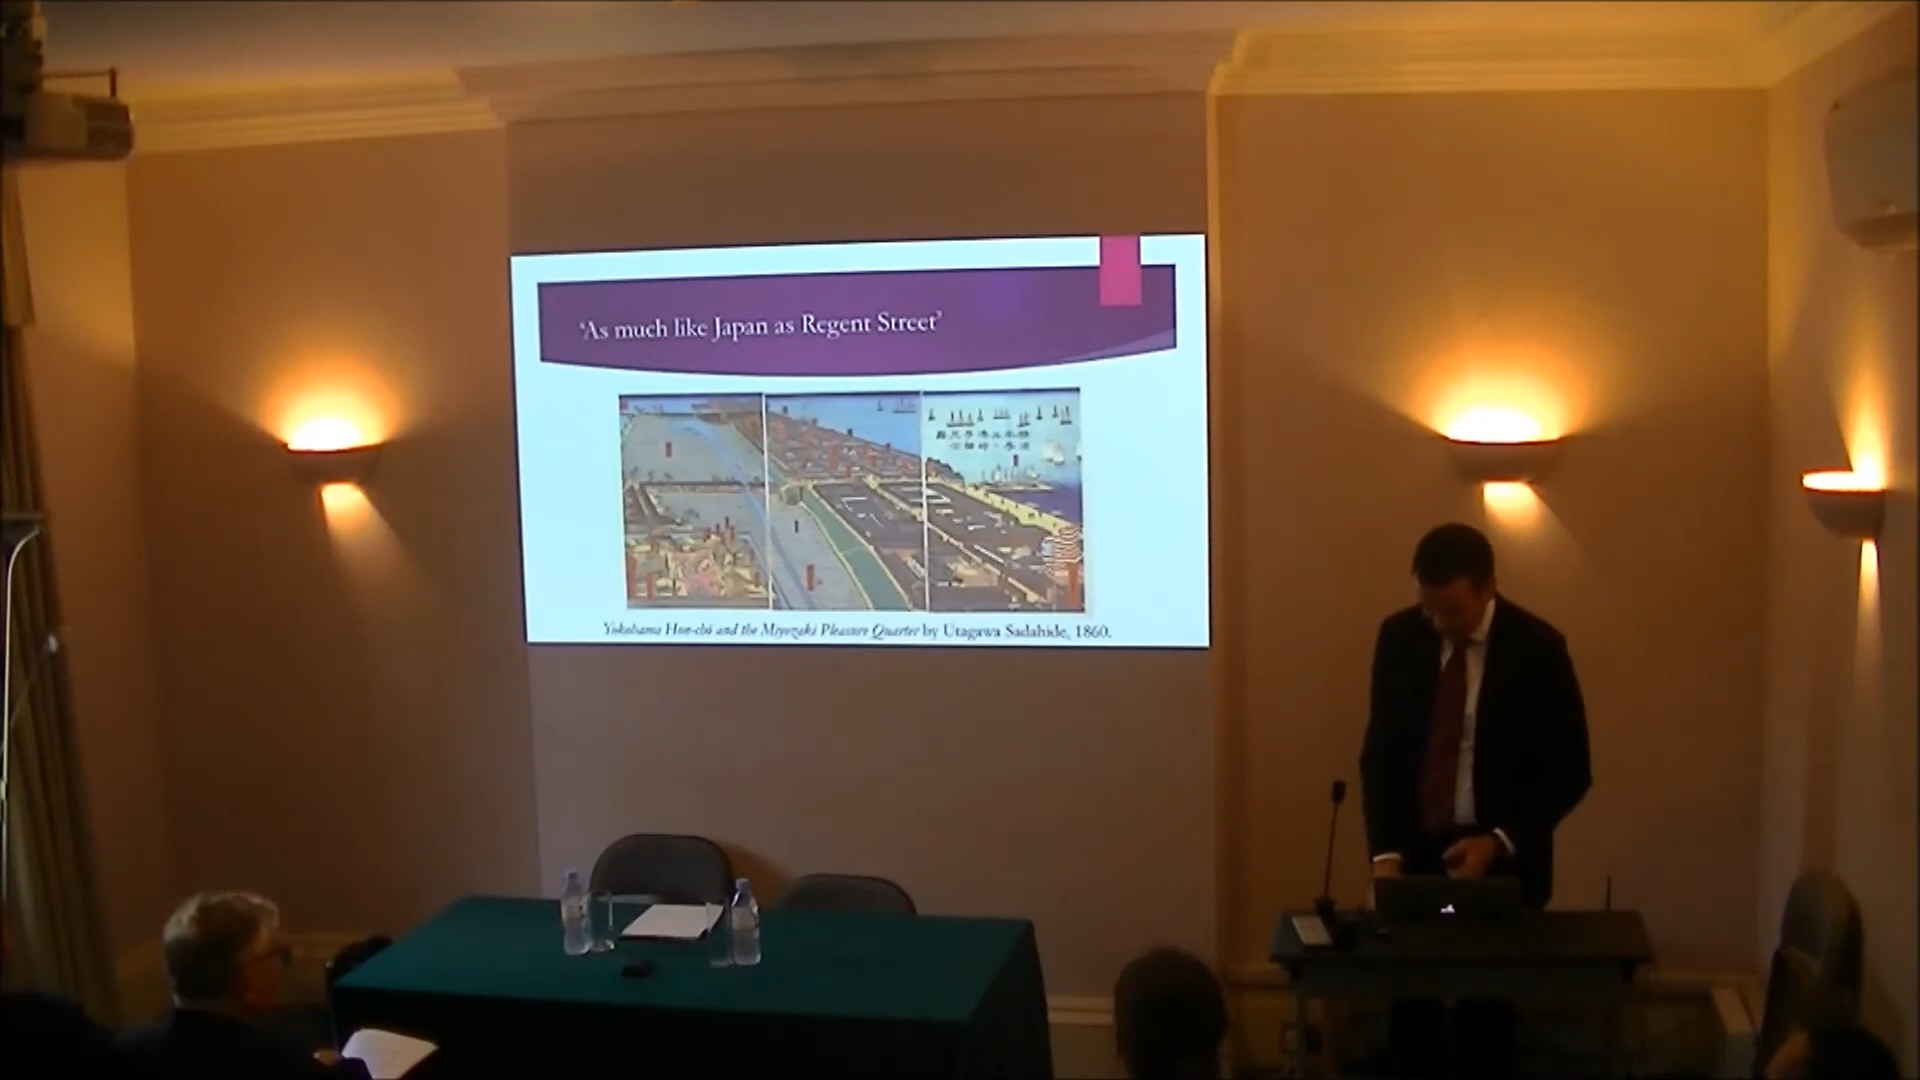 ‘As much like Japan as Regent Street’
Yokohama Hon-chō and the Miyozaki Pleasure Quarter by Utagawa Sadahide, 1860.